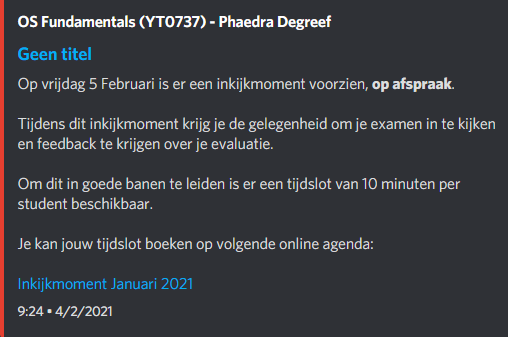 OS Fundamentals (YT0737) - Phaedra Degreef
Geen titel
Op vrijdag 5 Februari is er een inkijkmoment voorzien, op afspraak.
Tijdens dit inkijkmoment krijg je de gelegenheid om je examen in te kijken
en feedback te krijgen over je evaluatie.
Om dit in goede banen te leiden is er een tijdslot van 10 minuten per
student beschikbaar.
Je kan jouw tijdslot boeken op volgende online agenda:
Inkijkmoment Januari 2021
9:24 ▪ 4/2/2021